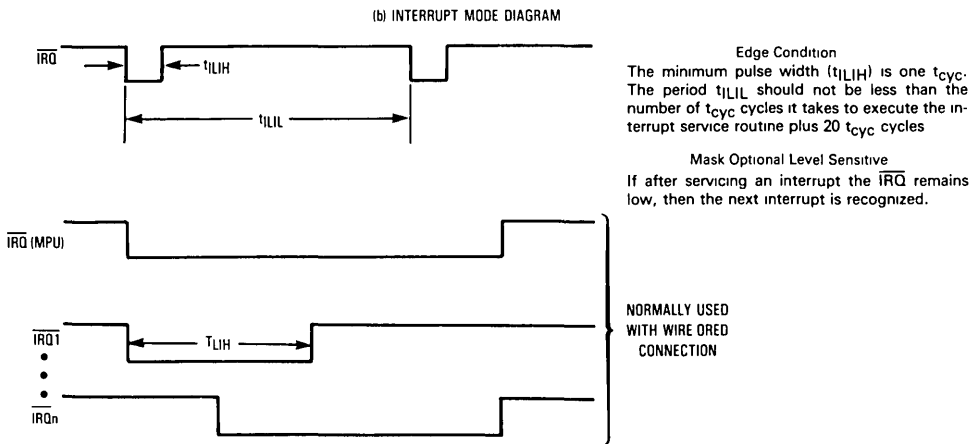 (b) INTERRUPT MODE DIAGRAM
IRQ
tILIH
tILIL
Edge Condition
The minimum pulse width (tILIH) is one tcyc.
The period tILIL should not be less than the
number of tcyc cycles it takes to execute the in-
terrupt service routine plus 20 tcyc cycles
Mask Optional Level Sensitive
If after servicing an interrupt the IRQ remains
low, then the next interrupt is recognized.
IRQ (MPU)
IRQ1
TLIH
IRQn
NORMALLY USED
WITH WIRE ORED
CONNECTION